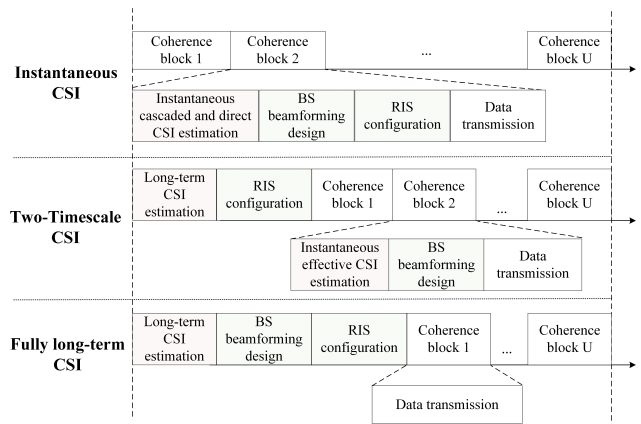 Instantaneous
CSI
Coherence
block 1
Coherence
block 2
...
Coherence
block U
Instantaneous
cascaded and direct
CSI estimation
BS
beamforming
design
RIS
configuration
Data
transmission
Two-Timescale
CSI
Long-term
CSI
estimation
RIS
configuration
Coherence
block 1
Coherence
block 2
...
Coherence
block U
Instantaneous
effective CSI
estimation
BS
beamforming
design
Data
transmission
Fully long-term
CSI
Long-term
CSI
estimation
BS
beamforming
design
RIS
configuration
Coherence
block 1
...
Coherence
block U
Data transmission